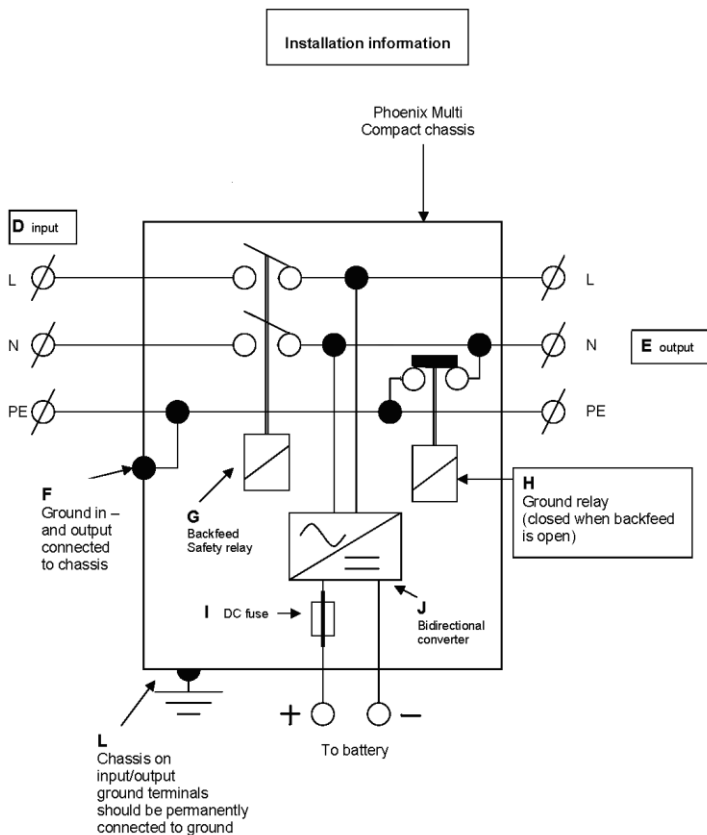 Installation information
Phoenix Multi
Compact chassis
D input
L
L
N
N
E output
PE
PE
F
Ground in –
and output
connected
to chassis
G
Backfeed
Safety relay
H
Ground relay
(closed when backfeed
is open)
I DC fuse
J
Bidirectional
converter
+
–
To battery
L
Chassis on
input/output
ground terminals
should be permanently
connected to ground